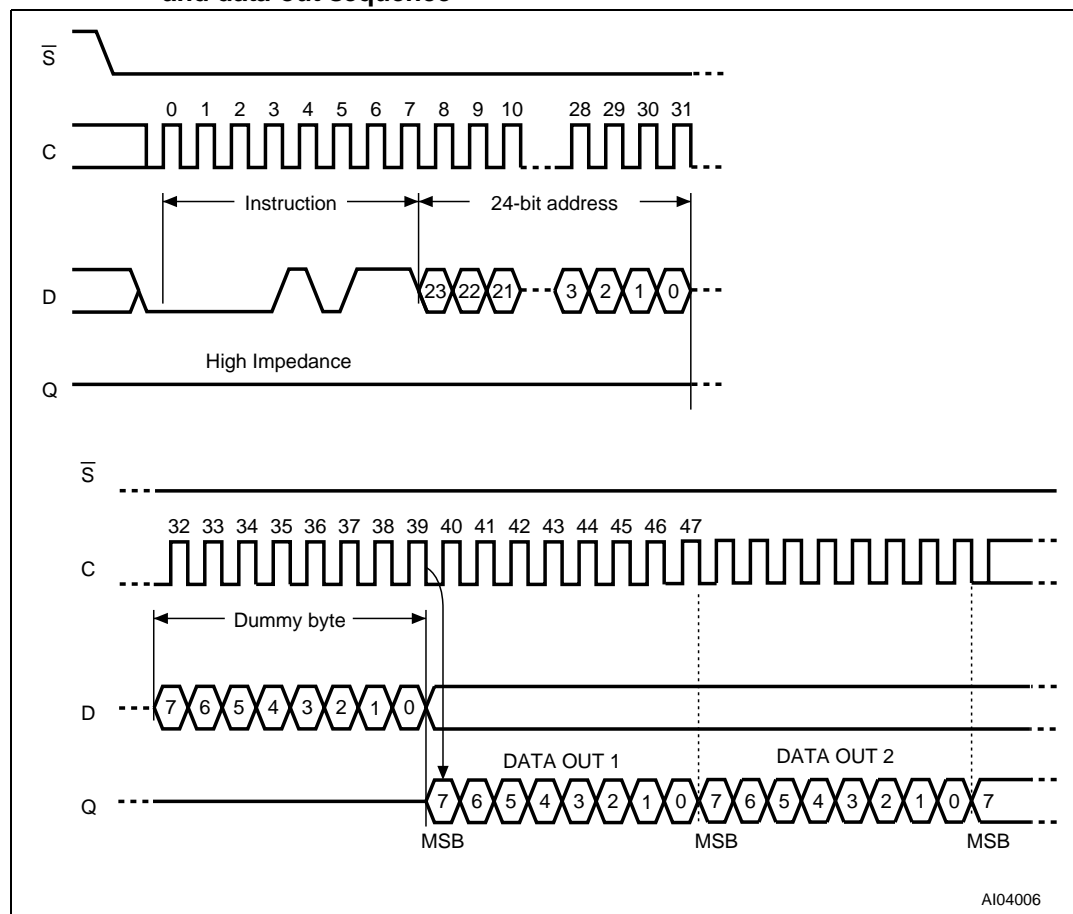 and data-out sequence
S
0 1 2 3 4 5 6 7 8 9 10 28 29 30 31
C
Instruction 24-bit address
D 23 22 21 3 2 1 0
High Impedance
Q
S
32 33 34 35 36 37 38 39 40 41 42 43 44 45 46 47
C
Dummy byte
D 7 6 5 4 3 2 1 0
DATA OUT 1 DATA OUT 2
Q 7 6 5 4 3 2 1 0 7 6 5 4 3 2 1 0 7
MSB MSB MSB
AI04006